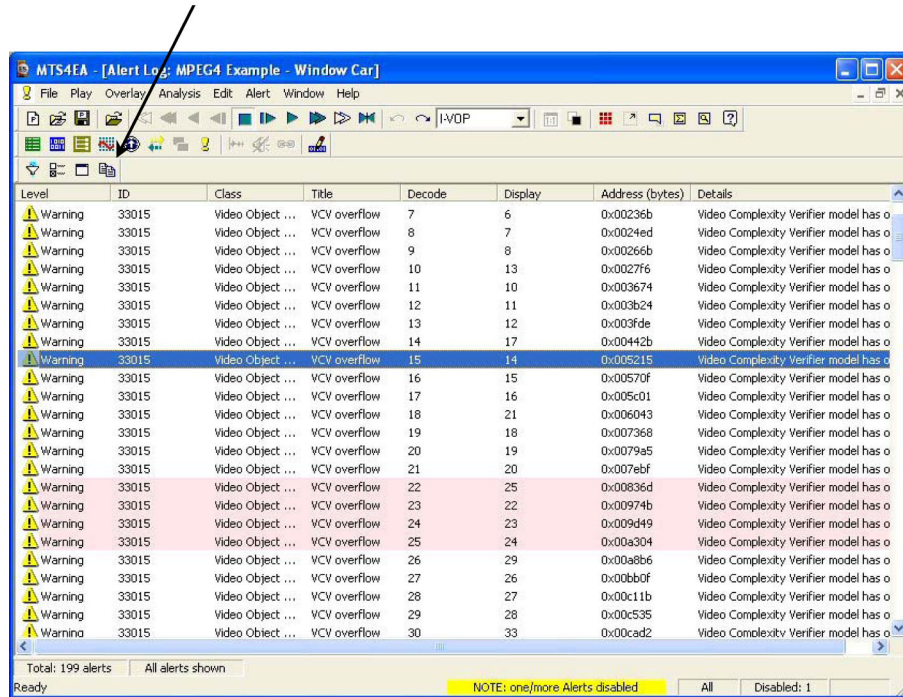 MTS4EA - [Alert Log: MPEG4 Example - Window Car]
File Play Overlay Analysis Edit Alert Window Help
I-VOP
Level ID Class Title Decode Display Address (bytes) Details
Warning 33015 Video Object ... VCV overflow 7 6 0x00236b Video Complexity Verifier model has o
Warning 33015 Video Object ... VCV overflow 8 7 0x0024ed Video Complexity Verifier model has o
Warning 33015 Video Object ... VCV overflow 9 8 0x00266b Video Complexity Verifier model has o
Warning 33015 Video Object ... VCV overflow 10 13 0x0027f6 Video Complexity Verifier model has o
Warning 33015 Video Object ... VCV overflow 11 10 0x003674 Video Complexity Verifier model has o
Warning 33015 Video Object ... VCV overflow 12 11 0x003b24 Video Complexity Verifier model has o
Warning 33015 Video Object ... VCV overflow 13 12 0x003fde Video Complexity Verifier model has o
Warning 33015 Video Object ... VCV overflow 14 17 0x00442b Video Complexity Verifier model has o
Warning 33015 Video Object ... VCV overflow 15 14 0x005215 Video Complexity Verifier model has o
Warning 33015 Video Object ... VCV overflow 16 15 0x00570f Video Complexity Verifier model has o
Warning 33015 Video Object ... VCV overflow 17 16 0x005c01 Video Complexity Verifier model has o
Warning 33015 Video Object ... VCV overflow 18 21 0x006043 Video Complexity Verifier model has o
Warning 33015 Video Object ... VCV overflow 19 18 0x007368 Video Complexity Verifier model has o
Warning 33015 Video Object ... VCV overflow 20 19 0x0079a5 Video Complexity Verifier model has o
Warning 33015 Video Object ... VCV overflow 21 20 0x007ebf Video Complexity Verifier model has o
Warning 33015 Video Object ... VCV overflow 22 25 0x00836d Video Complexity Verifier model has o
Warning 33015 Video Object ... VCV overflow 23 22 0x00974b Video Complexity Verifier model has o
Warning 33015 Video Object ... VCV overflow 24 23 0x009d49 Video Complexity Verifier model has o
Warning 33015 Video Object ... VCV overflow 25 24 0x00a304 Video Complexity Verifier model has o
Warning 33015 Video Object ... VCV overflow 26 29 0x00a8b6 Video Complexity Verifier model has o
Warning 33015 Video Object ... VCV overflow 27 26 0x00bb0f Video Complexity Verifier model has o
Warning 33015 Video Object ... VCV overflow 28 27 0x00c11b Video Complexity Verifier model has o
Warning 33015 Video Object ... VCV overflow 29 28 0x00c535 Video Complexity Verifier model has o
Warning 33015 Video Object ... VCV overflow 30 33 0x00cad2 Video Complexity Verifier model has o
Total: 199 alerts All alerts shown
Ready NOTE: one/more Alerts disabled All Disabled: 1